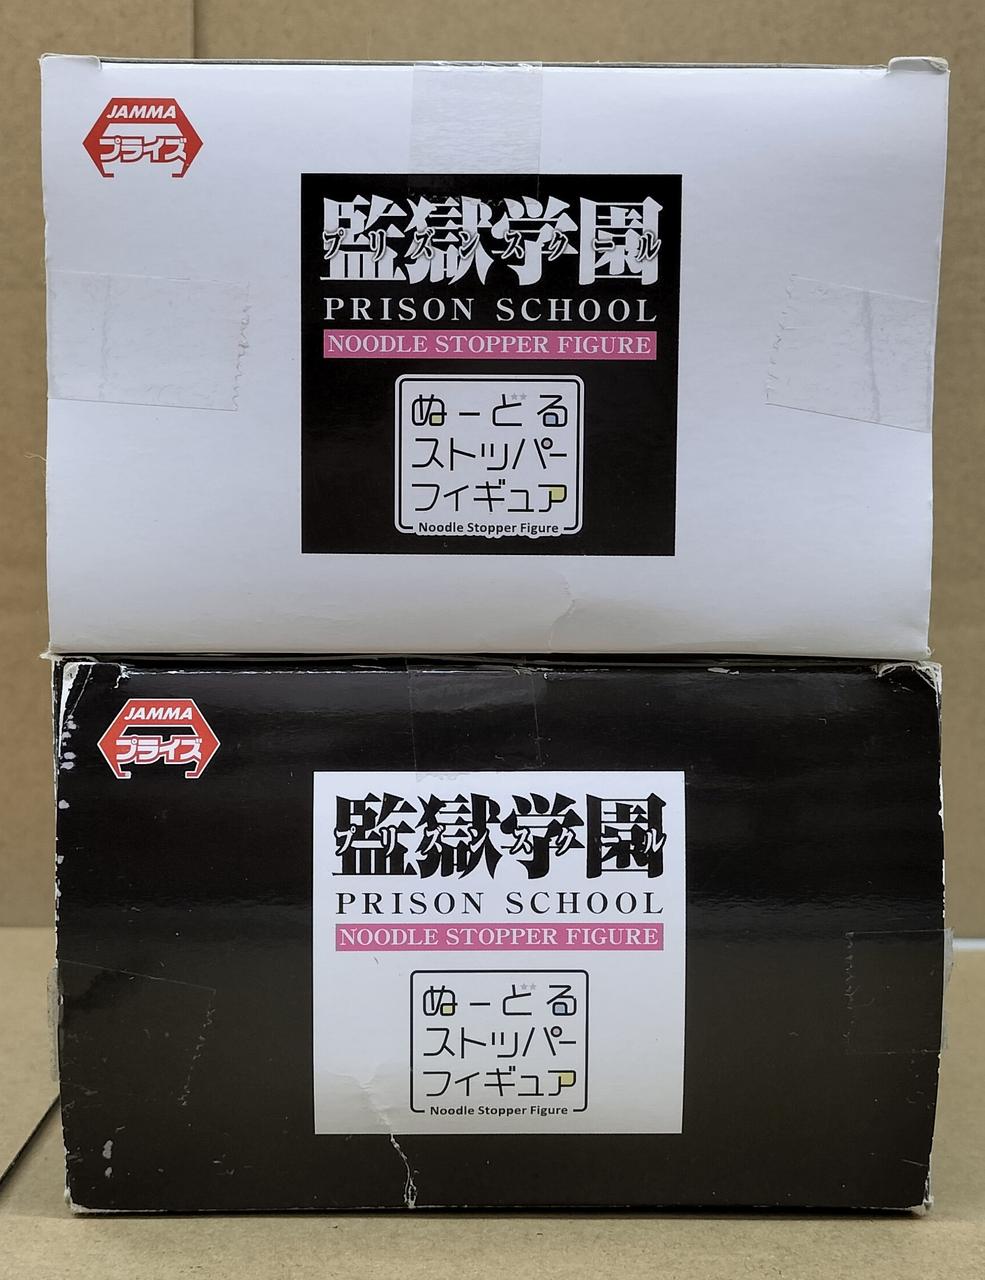 JAMMA
プライズ
監獄学園
プリズンスクール
PRISON SCHOOL
NOODLE STOPPER FIGURE
ぬーどる
ストッパー
フィギュア
Noodle Stopper Figure
JAMMA
プライズ
監獄学園
プリズンスクール
PRISON SCHOOL
NOODLE STOPPER FIGURE
ぬーどる
ストッパー
フィギュア
Noodle Stopper Figure